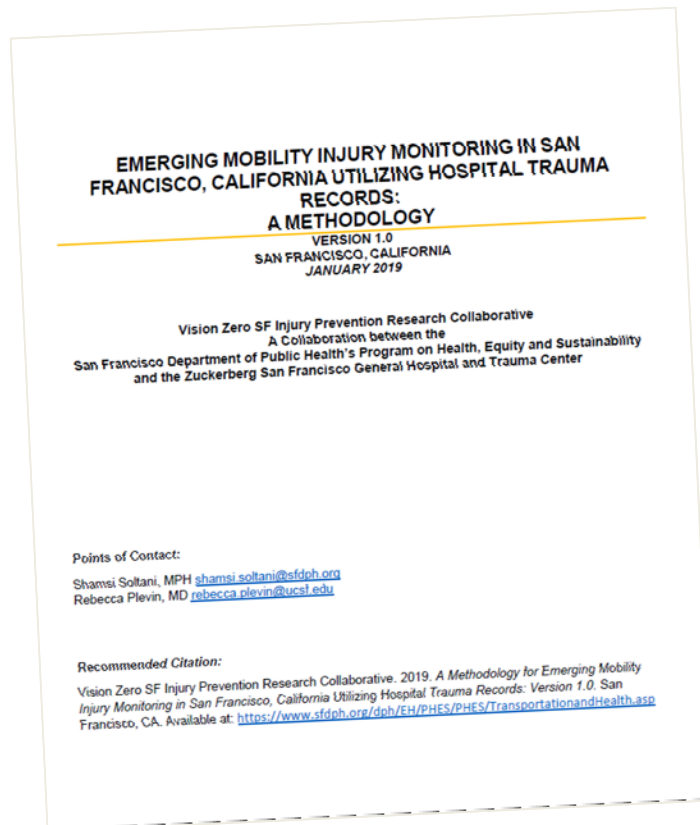 EMERGING MOBILITY INJURY MONITORING IN SAN
FRANCISCO, CALIFORNIA UTILIZING HOSPITAL TRAUMA
RECORDS:
A METHODOLOGY
VERSION 1.0
SAN FRANCISCO, CALIFORNIA
JANUARY 2019
Vision Zero SF Injury Prevention Research Collaborative
A Collaboration between the
San Francisco Department of Public Health's Program on Health, Equity and Sustainability
and the Zuckerberg San Francisco General Hospital and Trauma Center
Points of Contact:
Shamsi Soltani, MPH shamsi.soltani@sfdph.org
Rebecca Plevin, MD rebecca.plevin@ucsf.edu
Recommended Citation:
Vision Zero SF Injury Prevention Research Collaborative. 2019. A Methodology for Emerging Mobility
Injury Monitoring in San Francisco, California Utilizing Hospital Trauma Records: Version 1.0. San
Francisco, CA. Available at: https://www.sfdph.org/dph/EH/PHES/PHES/TransportationandHealth.asp